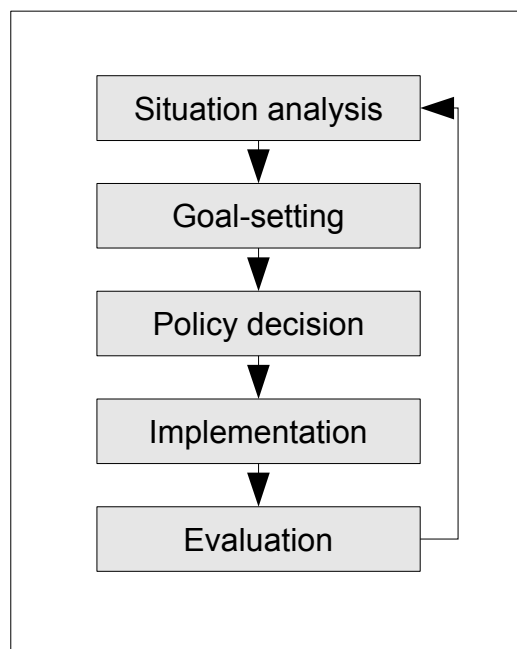 Situation analysis
Goal-setting
Policy decision
Implementation
Evaluation